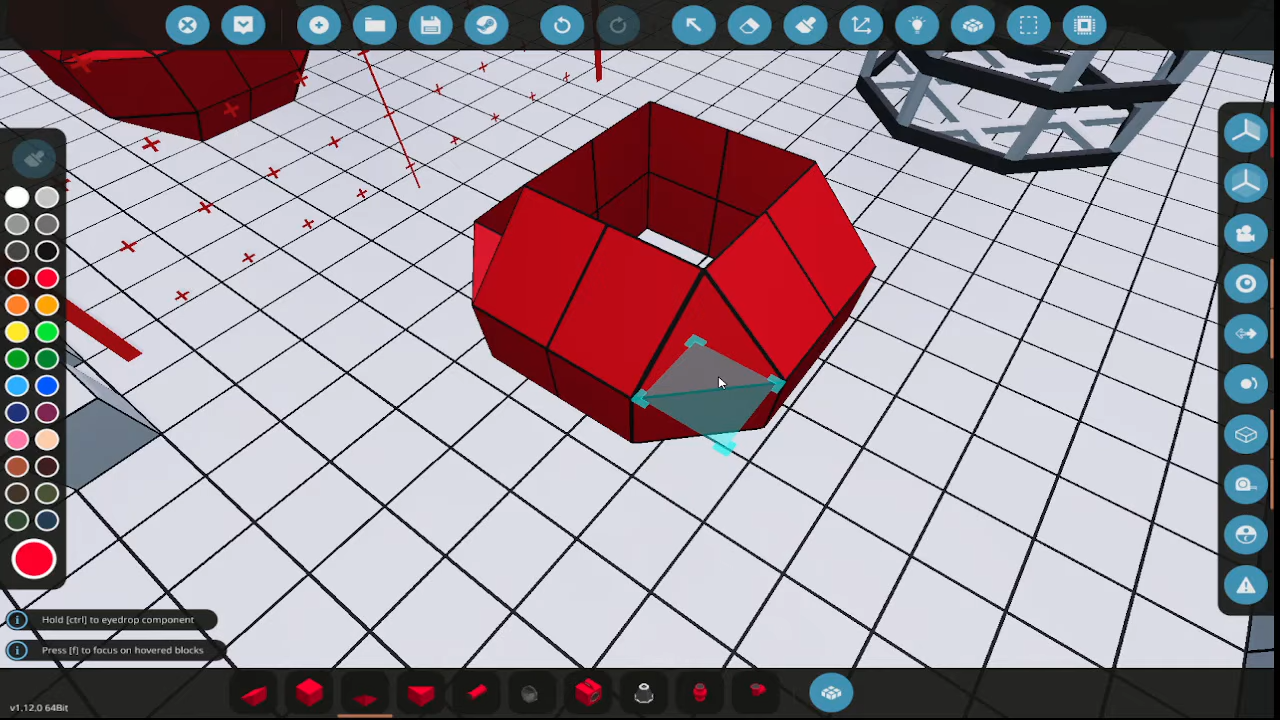 Hold [ctrl] to eyedrop component
Press [f] to focus on hovered blocks
v1.12.0 64Bit